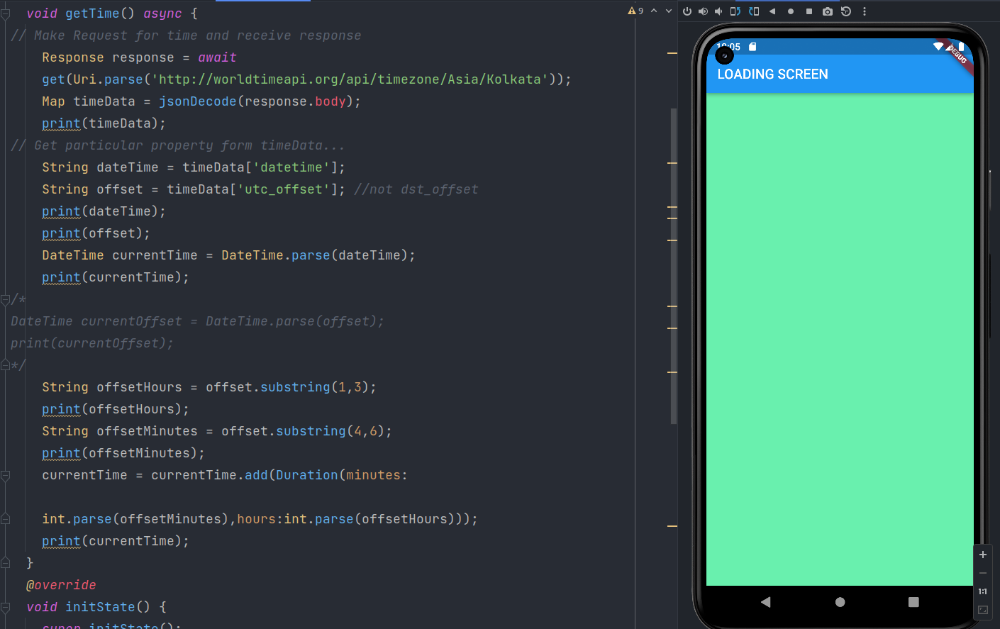 void getTime() async {
// Make Request for time and receive response
Response response = await
get(Uri.parse('http://worldtimeapi.org/api/timezone/Asia/Kolkata'));
Map timeData = jsonDecode(response.body);
print(timeData);
// Get particular property form timeData...
String dateTime = timeData['datetime'];
String offset = timeData['utc_offset']; //not dst_offset
print(dateTime);
print(offset);
DateTime currentTime = DateTime.parse(dateTime);
print(currentTime);
/*
DateTime currentOffset = DateTime.parse(offset);
print(currentOffset);
*/
String offsetHours = offset.substring(1,3);
print(offsetHours);
String offsetMinutes = offset.substring(4,6);
print(offsetMinutes);
currentTime = currentTime.add(Duration(minutes:
int.parse(offsetMinutes),hours:int.parse(offsetHours)));
print(currentTime);
}
@override
void initState() {
super.initState();
9
DEBUG
LOADING SCREEN
1:1